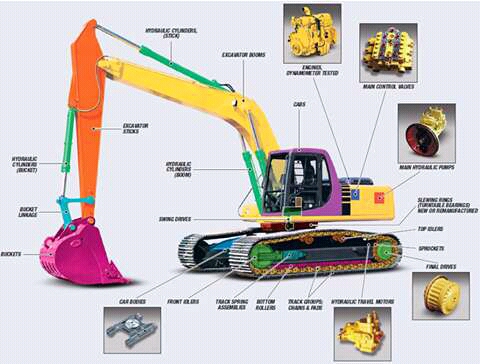 HYDRAULIC CYLINDERS,
(STICK)
EXCAVATOR BOOMS
ENGINES,
DYNAMOMETER TESTED
MAIN CONTROL VALVES
CABS
EXCAVATOR
STICKS
HYDRAULIC
CYLINDERS
(BUCKET)
HYDRAULIC
CYLINDERS
(BOOM)
MAIN HYDRAULIC PUMPS
BUCKET
LINKAGE
SWING DRIVES
SLEWING RINGS
(TURNTABLE BEARINGS)
NEW OR REMANUFACTURED
TOP IDLERS
SPROCKETS
BUCKETS
FINAL DRIVES
CAR BODIES
FRONT IDLERS
TRACK SPRING
ASSEMBLIES
BOTTOM
ROLLERS
TRACK GROUPS:
CHAINS & PADS
HYDRAULIC TRAVEL MOTORS